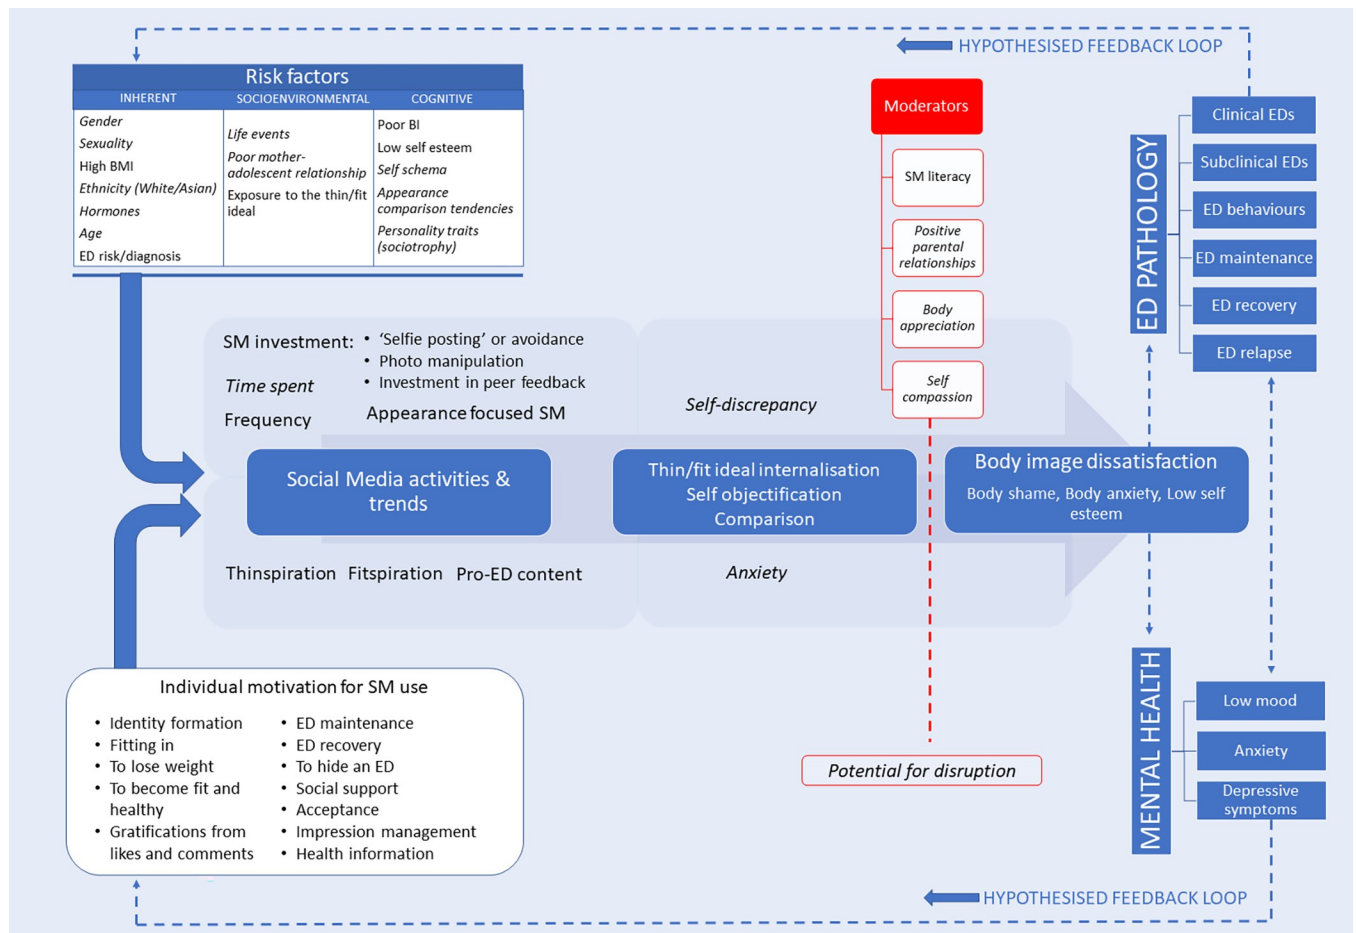 HYPOTHESISED FEEDBACK LOOP
Risk factors
INHERENT
SOCIOENVIRONMENTAL
COGNITIVE
Gender
Sexuality
High BMI
Ethnicity (White/Asian)
Hormones
Age
ED risk/diagnosis
Life events
Poor mother-
adolescent relationship
Exposure to the thin/fit
ideal
Poor BI
Low self esteem
Self schema
Appearance
comparison tendencies
Personality traits
(sociotrophy)
Moderators
SM literacy
Positive
parental
relationships
Body
appreciation
Self
compassion
ED PATHOLOGY
Clinical EDs
Subclinical EDs
ED behaviours
ED maintenance
ED recovery
ED relapse
SM investment:
• ‘Selfie posting’ or avoidance
• Photo manipulation
• Investment in peer feedback
Time spent
Frequency
Appearance focused SM
Self-discrepancy
Social Media activities &
trends
Thin/fit ideal internalisation
Self objectification
Comparison
Body image dissatisfaction
Body shame, Body anxiety, Low self
esteem
Thinspiration
Fitspiration
Pro-ED content
Anxiety
Individual motivation for SM use
• Identity formation
• Fitting in
• To lose weight
• To become fit and
healthy
• Gratifications from
likes and comments
• ED maintenance
• ED recovery
• To hide an ED
• Social support
• Acceptance
• Impression management
• Health information
Potential for disruption
MENTAL HEALTH
Low mood
Anxiety
Depressive
symptoms
HYPOTHESISED FEEDBACK LOOP